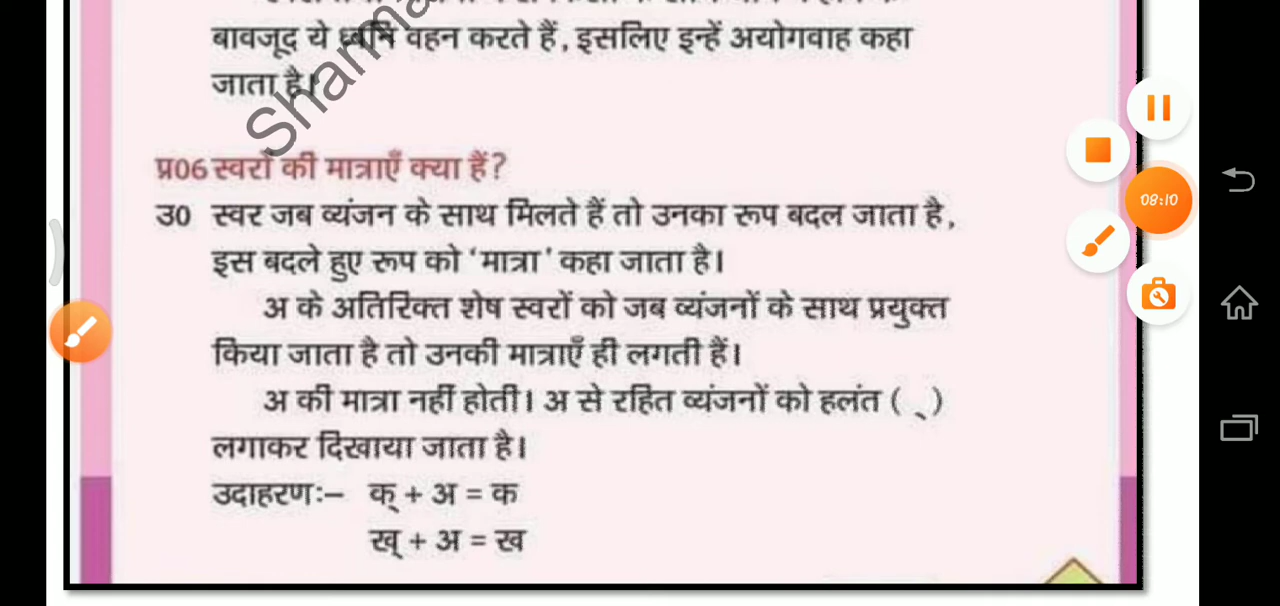 बावजूद ये ध्वनि वहन करते हैं, इसलिए इन्हें अयोगवाह कहा
जाता है।
Sharma
प्र06 स्वरों की मात्राएँ क्या हैं?
उ0 स्वर जब व्यंजन के साथ मिलते हैं तो उनका रूप बदल जाता है,
इस बदले हुए रूप को 'मात्रा' कहा जाता है।
अ के अतिरिक्त शेष स्वरों को जब व्यंजनों के साथ प्रयुक्त
किया जाता है तो उनकी मात्राएँ ही लगती हैं।
अ की मात्रा नहीं होती। अ से रहित व्यंजनों को हलंत ( ् )
लगाकर दिखाया जाता है।
उदाहरणः– क् + अ = क
ख् + अ = ख
08:10